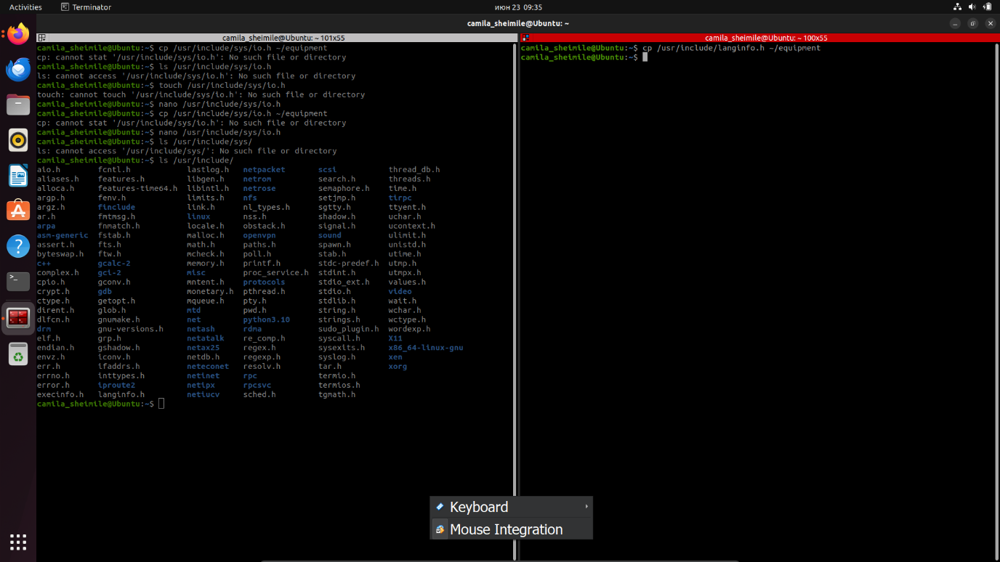 Activities Terminator июн 23 09:35
camila_sheimile@Ubuntu: ~
camila_sheimile@Ubuntu: ~ 101x55
camila_sheimile@Ubuntu:~$ cp /usr/include/sys/io.h ~/equipment
cp: cannot stat '/usr/include/sys/io.h': No such file or directory
camila_sheimile@Ubuntu:~$ ls /usr/include/sys/io.h
ls: cannot access '/usr/include/sys/io.h': No such file or directory
camila_sheimile@Ubuntu:~$ touch /usr/include/sys/io.h
touch: cannot touch '/usr/include/sys/io.h': No such file or directory
camila_sheimile@Ubuntu:~$ nano /usr/include/sys/io.h
camila_sheimile@Ubuntu:~$ cp /usr/include/sys/io.h ~/equipment
cp: cannot stat '/usr/include/sys/io.h': No such file or directory
camila_sheimile@Ubuntu:~$ nano /usr/include/sys/io.h
camila_sheimile@Ubuntu:~$ ls /usr/include/sys/
ls: cannot access '/usr/include/sys/': No such file or directory
camila_sheimile@Ubuntu:~$ ls /usr/include/
aio.h fcntl.h lastlog.h netpacket scsi thread_db.h
aliases.h features.h libgen.h netrom search.h threads.h
alloca.h features-time64.h libintl.h netrose semaphore.h time.h
argp.h fenv.h limits.h nfs setjmp.h tirpc
argz.h finclude link.h nl_types.h sgtty.h ttyent.h
ar.h fmtmsg.h linux nss.h shadow.h uchar.h
arpa fnmatch.h locale.h obstack.h signal.h ucontext.h
asm-generic fstab.h malloc.h openvpn sound ulimit.h
assert.h fts.h math.h paths.h spawn.h unistd.h
byteswap.h ftw.h mcheck.h poll.h stab.h utime.h
c++ gcalc-2 memory.h printf.h stdc-predef.h utmp.h
complex.h gci-2 misc proc_service.h stdint.h utmpx.h
cpio.h gconv.h mntent.h protocols stdio_ext.h values.h
crypt.h gdb monetary.h pthread.h stdio.h video
ctype.h getopt.h mqueue.h pty.h stdlib.h wait.h
dirent.h glob.h mtd pwd.h string.h wchar.h
dlfcn.h gnumake.h net python3.10 strings.h wctype.h
drm gnu-versions.h netash rdma sudo_plugin.h wordexp.h
elf.h grp.h netatalk re_comp.h syscall.h X11
endian.h gshadow.h netax25 regex.h sysexits.h x86_64-linux-gnu
envz.h iconv.h netdb.h regexp.h syslog.h xen
err.h ifaddrs.h neteconet resolv.h tar.h xorg
errno.h inttypes.h netinet rpc termio.h
error.h iproute2 netipx rpcsvc termios.h
execinfo.h langinfo.h netiucv sched.h tgmath.h
camila_sheimile@Ubuntu:~$
camila_sheimile@Ubuntu: ~ 100x55
camila_sheimile@Ubuntu:~$ cp /usr/include/langinfo.h ~/equipment
camila_sheimile@Ubuntu:~$
Keyboard
Mouse Integration